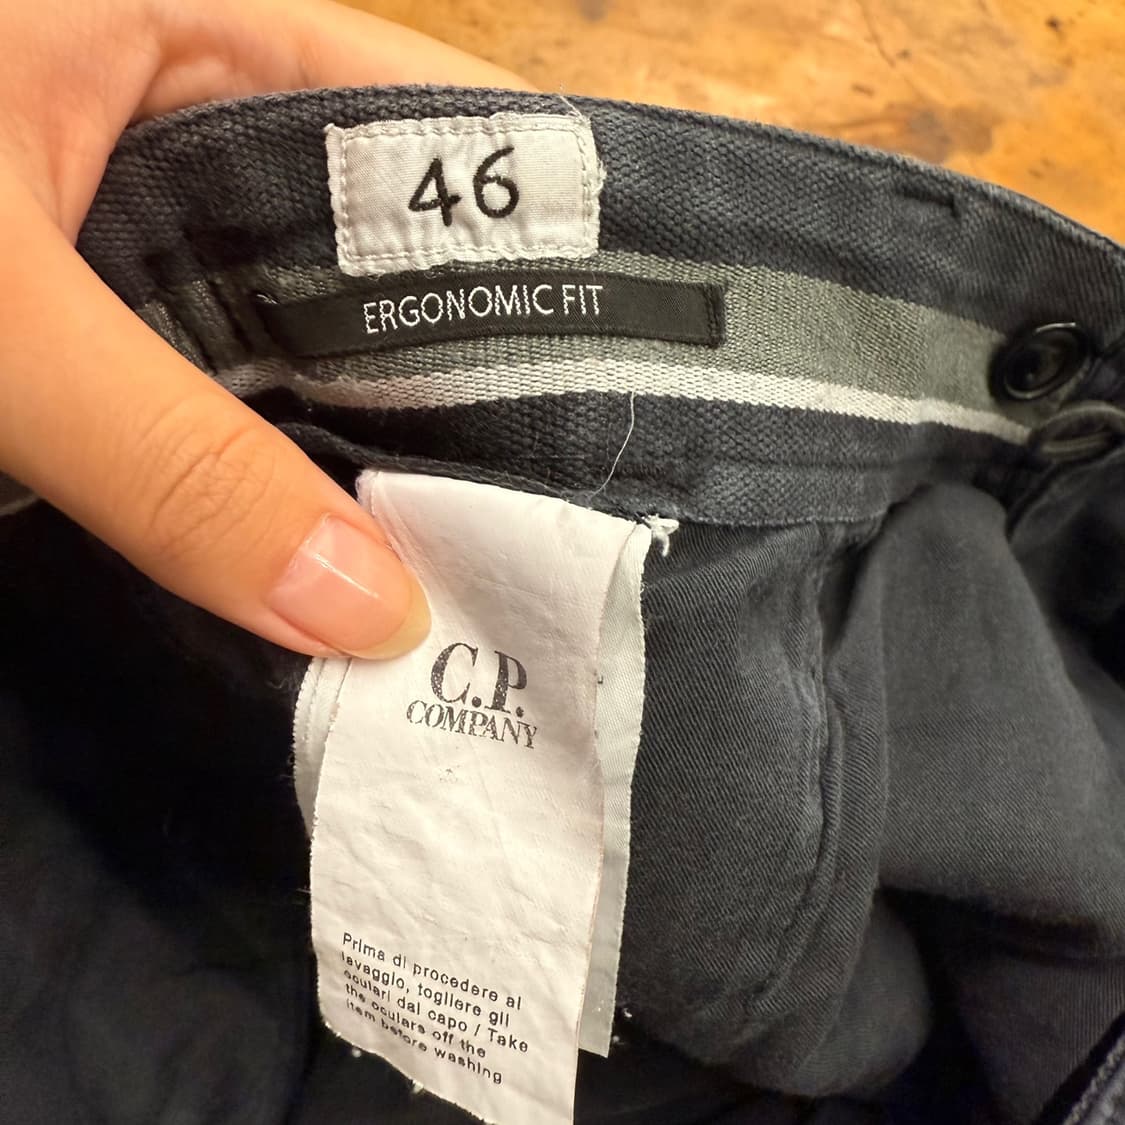 46
ERGONOMIC FIT
C.P.
COMPANY
Prima di procedere al
lavaggio, togliere gli
oculari dal capo / Take
the oculars off the
item before washing